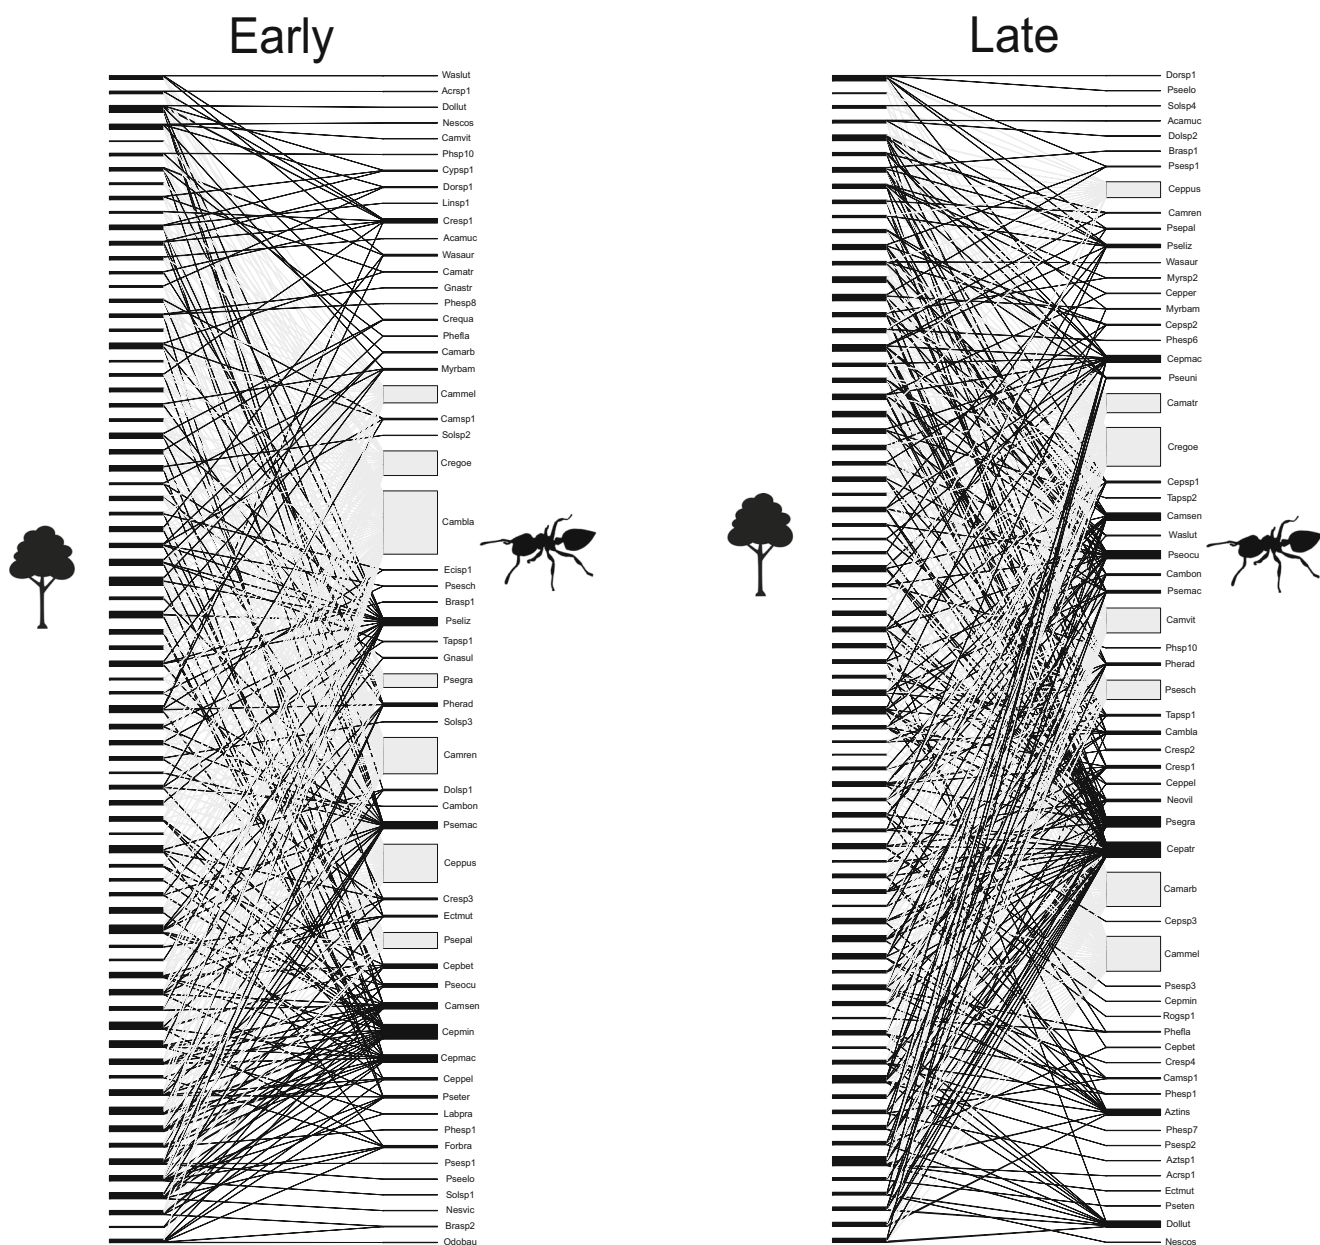 Early
Waslut
Acrsp1
Dollut
Nescos
Camvit
Phsp10
Cypsp1
Dorsp1
Linsp1
Cresp1
Acamuc
Wasaur
Camatr
Gnastr
Phesp8
Crequa
Phefla
Camarb
Myrbam
Cammel
Camsp1
Solsp2
Cregoe
Cambla
Ecisp1
Psesch
Brasp1
Pseliz
Tapsp1
Gnasul
Psegra
Pherad
Solsp3
Camren
Dolsp1
Cambon
Psemac
Ceppus
Cresp3
Ectmut
Psepal
Cepbet
Pseocu
Camsen
Cepmin
Cepmac
Ceppel
Pseter
Labpra
Phesp1
Forbra
Psesp1
Pseelo
Solsp1
Nesvic
Brasp2
Odobau
Late
Dorsp1
Pseelo
Solsp4
Acamuc
Dolsp2
Brasp1
Psesp1
Ceppus
Camren
Psepal
Pseliz
Wasaur
Myrsp2
Cepper
Myrbam
Cepsp2
Phesp6
Cepmac
Pseuni
Camatr
Cregoe
Cepsp1
Tapsp2
Camsen
Waslut
Pseocu
Cambon
Psemac
Camvit
Phsp10
Pherad
Psesch
Tapsp1
Cambla
Cresp2
Cresp1
Ceppel
Neovil
Psegra
Cepatr
Camarb
Cepsp3
Cammel
Psesp3
Cepmin
Rogsp1
Phefla
Cepbet
Cresp4
Camsp1
Phesp1
Aztins
Phesp7
Psesp2
Aztsp1
Acrsp1
Ectmut
Pseten
Dollut
Nescos